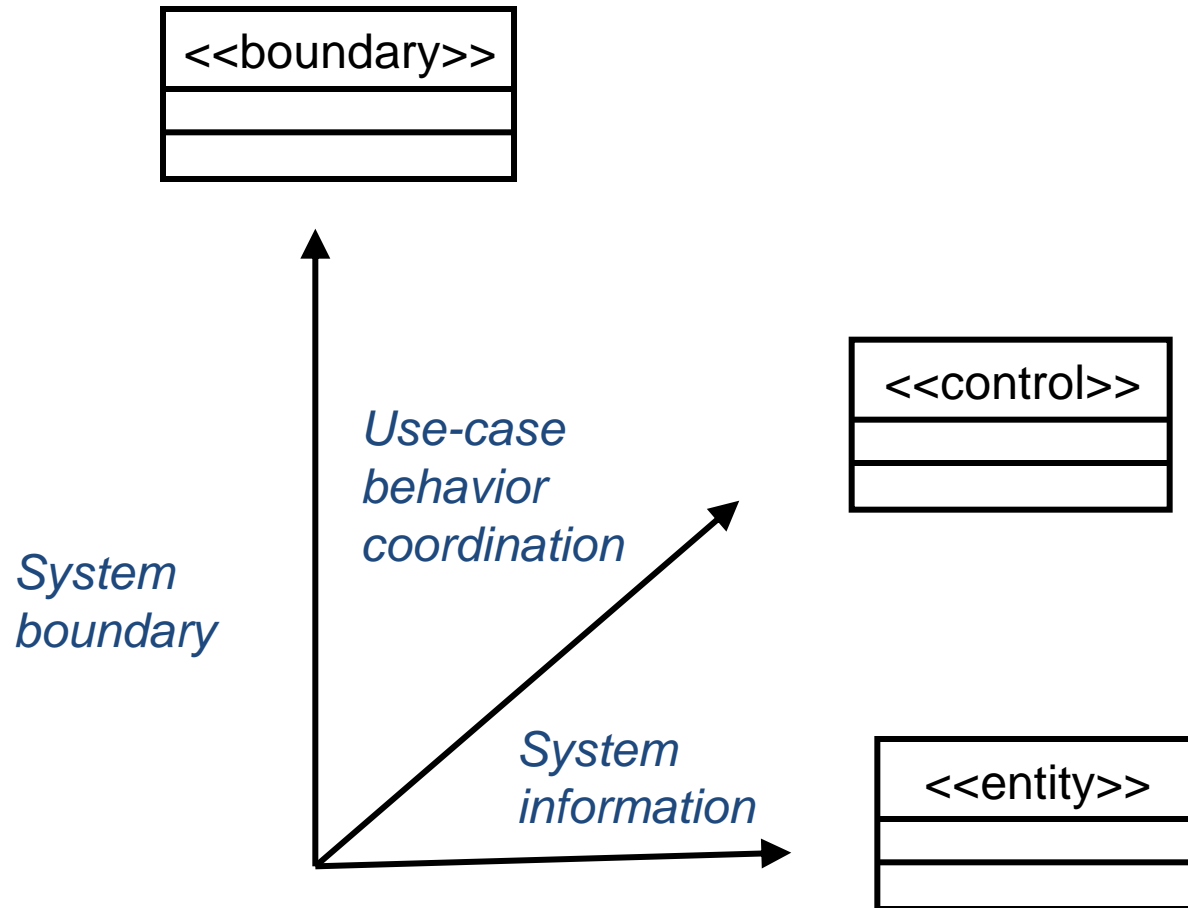 <<boundary>>
<<control>>
Use-case
behavior
coordination
System
boundary
System
information
<<entity>>